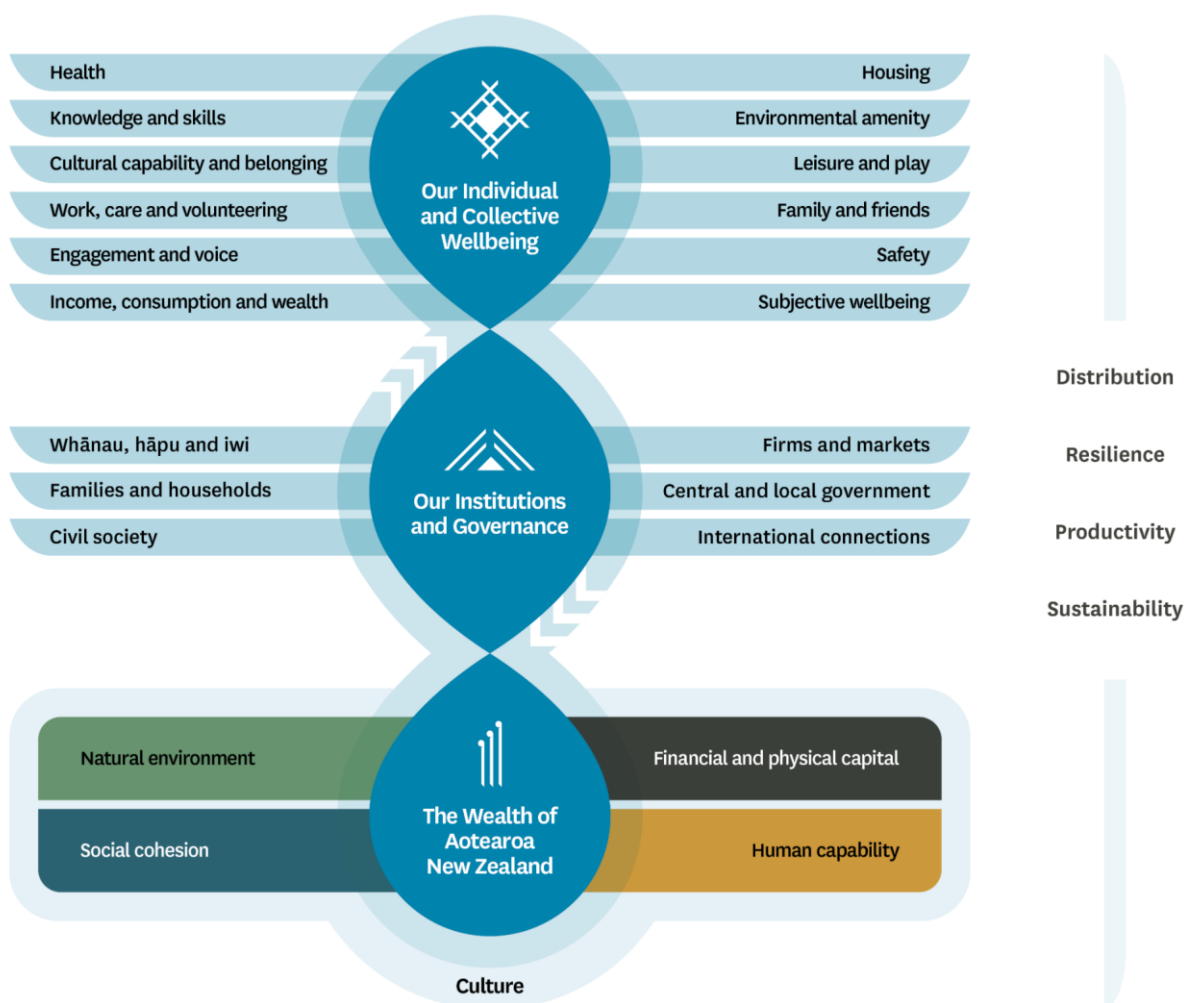 Health
Housing
Knowledge and skills
Environmental amenity
Cultural capability and belonging
Leisure and play
Work, care and volunteering
Family and friends
Engagement and voice
Safety
Income, consumption and wealth
Subjective wellbeing
Our Individual
and Collective
Wellbeing
Whānau, hāpu and iwi
Firms and markets
Families and households
Central and local government
Civil society
International connections
Our Institutions
and Governance
Natural environment
Financial and physical capital
Social cohesion
Human capability
The Wealth of
Aotearoa
New Zealand
Culture
Distribution
Resilience
Productivity
Sustainability